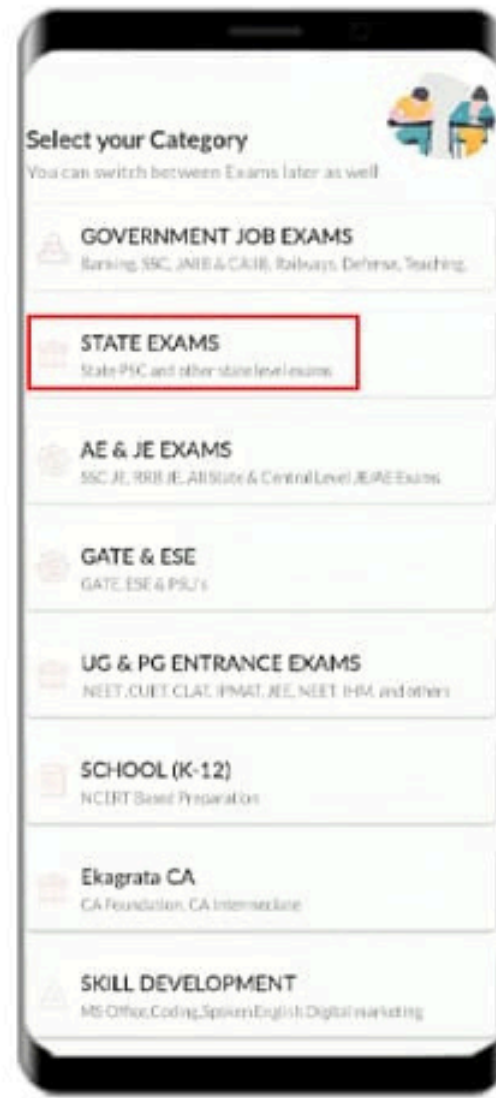 Select your Category
You can switch between Exams later as well
GOVERNMENT JOB EXAMS
Banking, SSC, JAIIB & CAIIB, Railways, Defense, Teaching,
STATE EXAMS
State PSC and other state level exams
AE & JE EXAMS
SSC JE, RRB JE, All State & Central Level JE/AE Exams
GATE & ESE
GATE, ESE & PSU's
UG & PG ENTRANCE EXAMS
NEET, CUET, CLAT, IPMAT, JEE, NEET, IHM, and others
SCHOOL (K-12)
NCERT Based Preparation
Ekagrata CA
CA Foundation, CA Intermediate
SKILL DEVELOPMENT
MS Office, Coding, Spoken English, Digital marketing